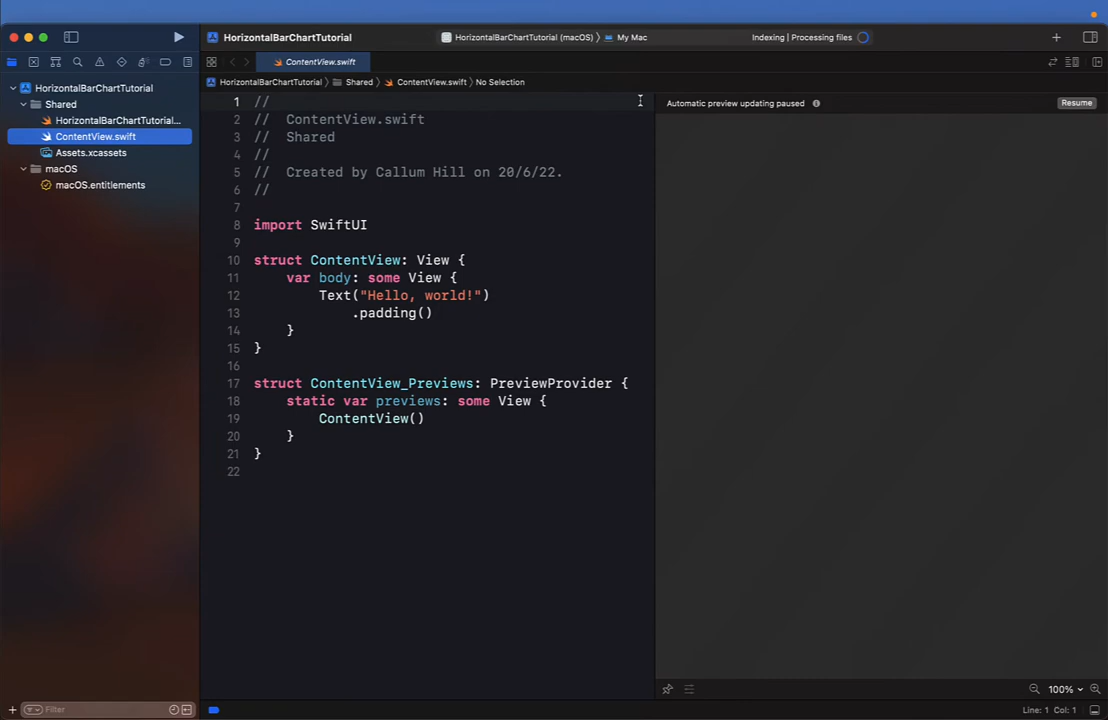 HorizontalBarChartTutorial
HorizontalBarChartTutorial (macOS) 〉 My Mac
Indexing | Processing files
ContentView.swift
HorizontalBarChartTutorial 〉 Shared 〉 ContentView.swift 〉 No Selection
HorizontalBarChartTutorial
Shared
HorizontalBarChartTutorial...
ContentView.swift
Assets.xcassets
macOS
macOS.entitlements
1 //
2 //  ContentView.swift
3 //  Shared
4 //
5 //  Created by Callum Hill on 20/6/22.
6 //
7
8 import SwiftUI
9
10 struct ContentView: View {
11     var body: some View {
12         Text("Hello, world!")
13             .padding()
14     }
15 }
16
17 struct ContentView_Previews: PreviewProvider {
18     static var previews: some View {
19         ContentView()
20     }
21 }
22
Automatic preview updating paused
Resume
100%
Filter
Line: 1 Col: 1